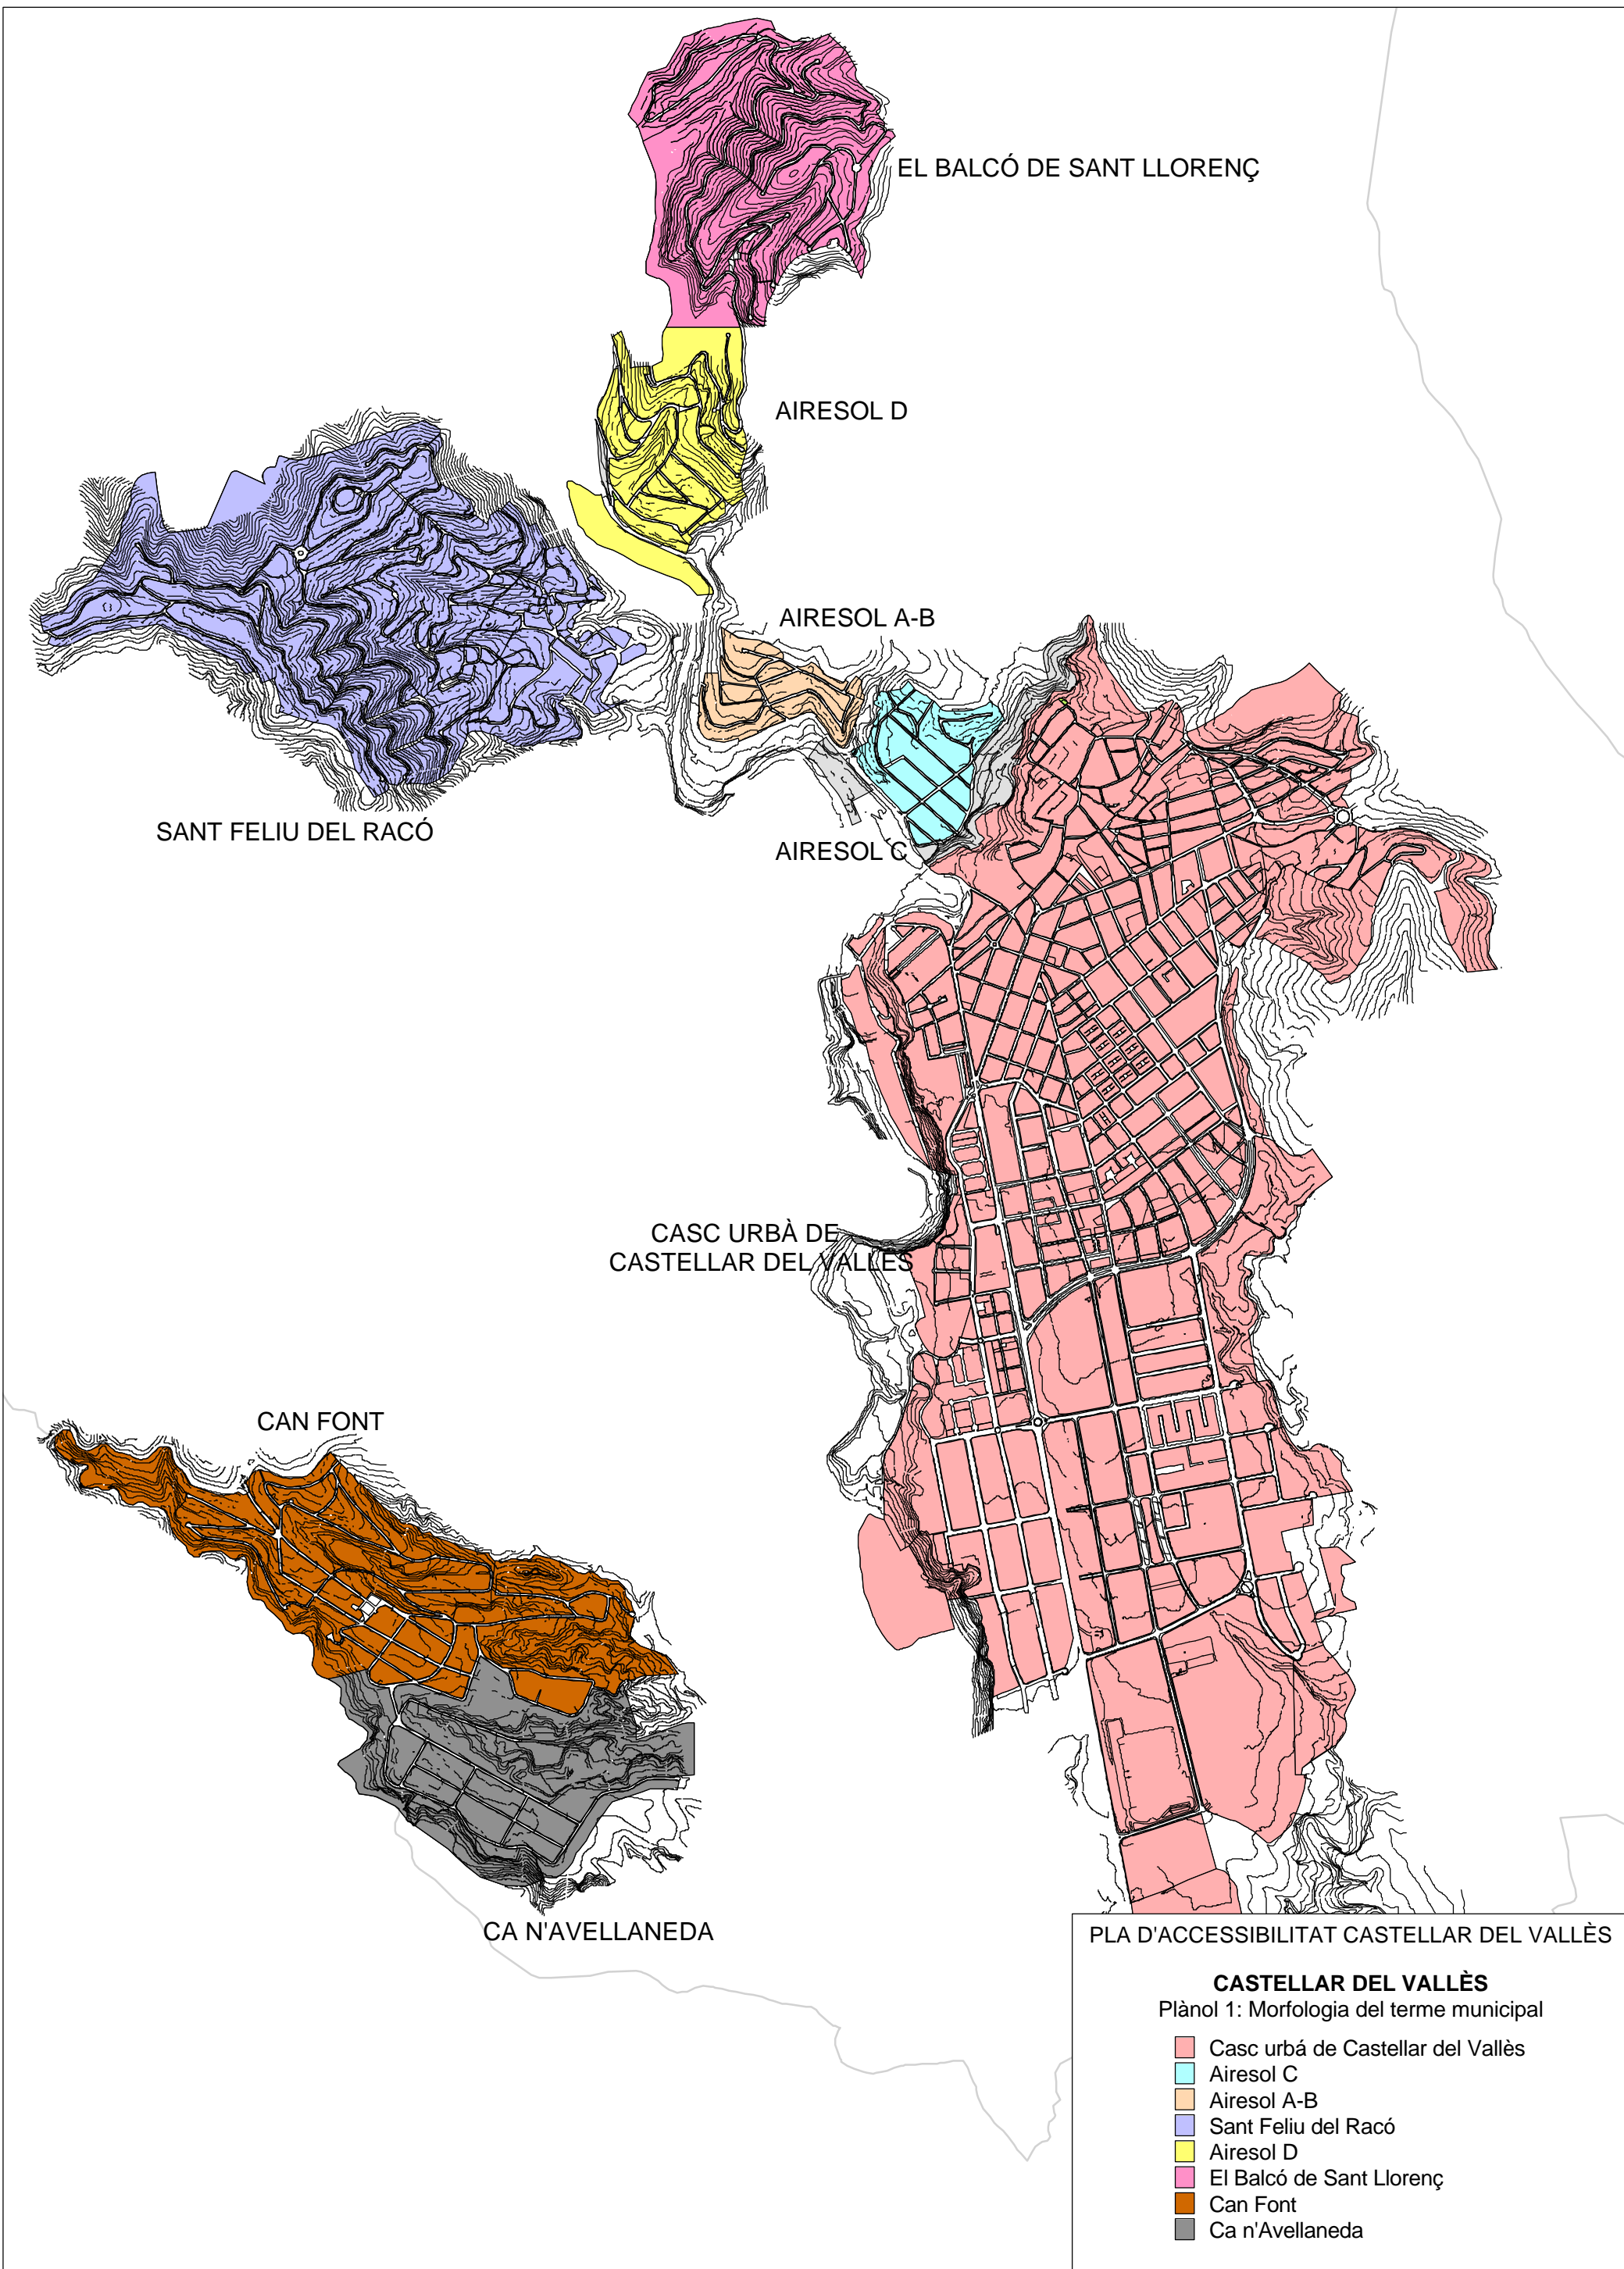 EL BALCÓ DE SANT LLORENÇ
AIRESOL D
AIRESOL A-B
SANT FELIU DEL RACÓ
AIRESOL C
CASC URBÀ DE
CASTELLAR DEL VALLÈS
CAN FONT
CA N'AVELLANEDA
PLA D'ACCESSIBILITAT CASTELLAR DEL VALLÈS
CASTELLAR DEL VALLÈS
Plànol 1: Morfologia del terme municipal
Casc urbá de Castellar del Vallès
Airesol C
Airesol A-B
Sant Feliu del Racó
Airesol D
El Balcó de Sant Llorenç
Can Font
Ca n'Avellaneda